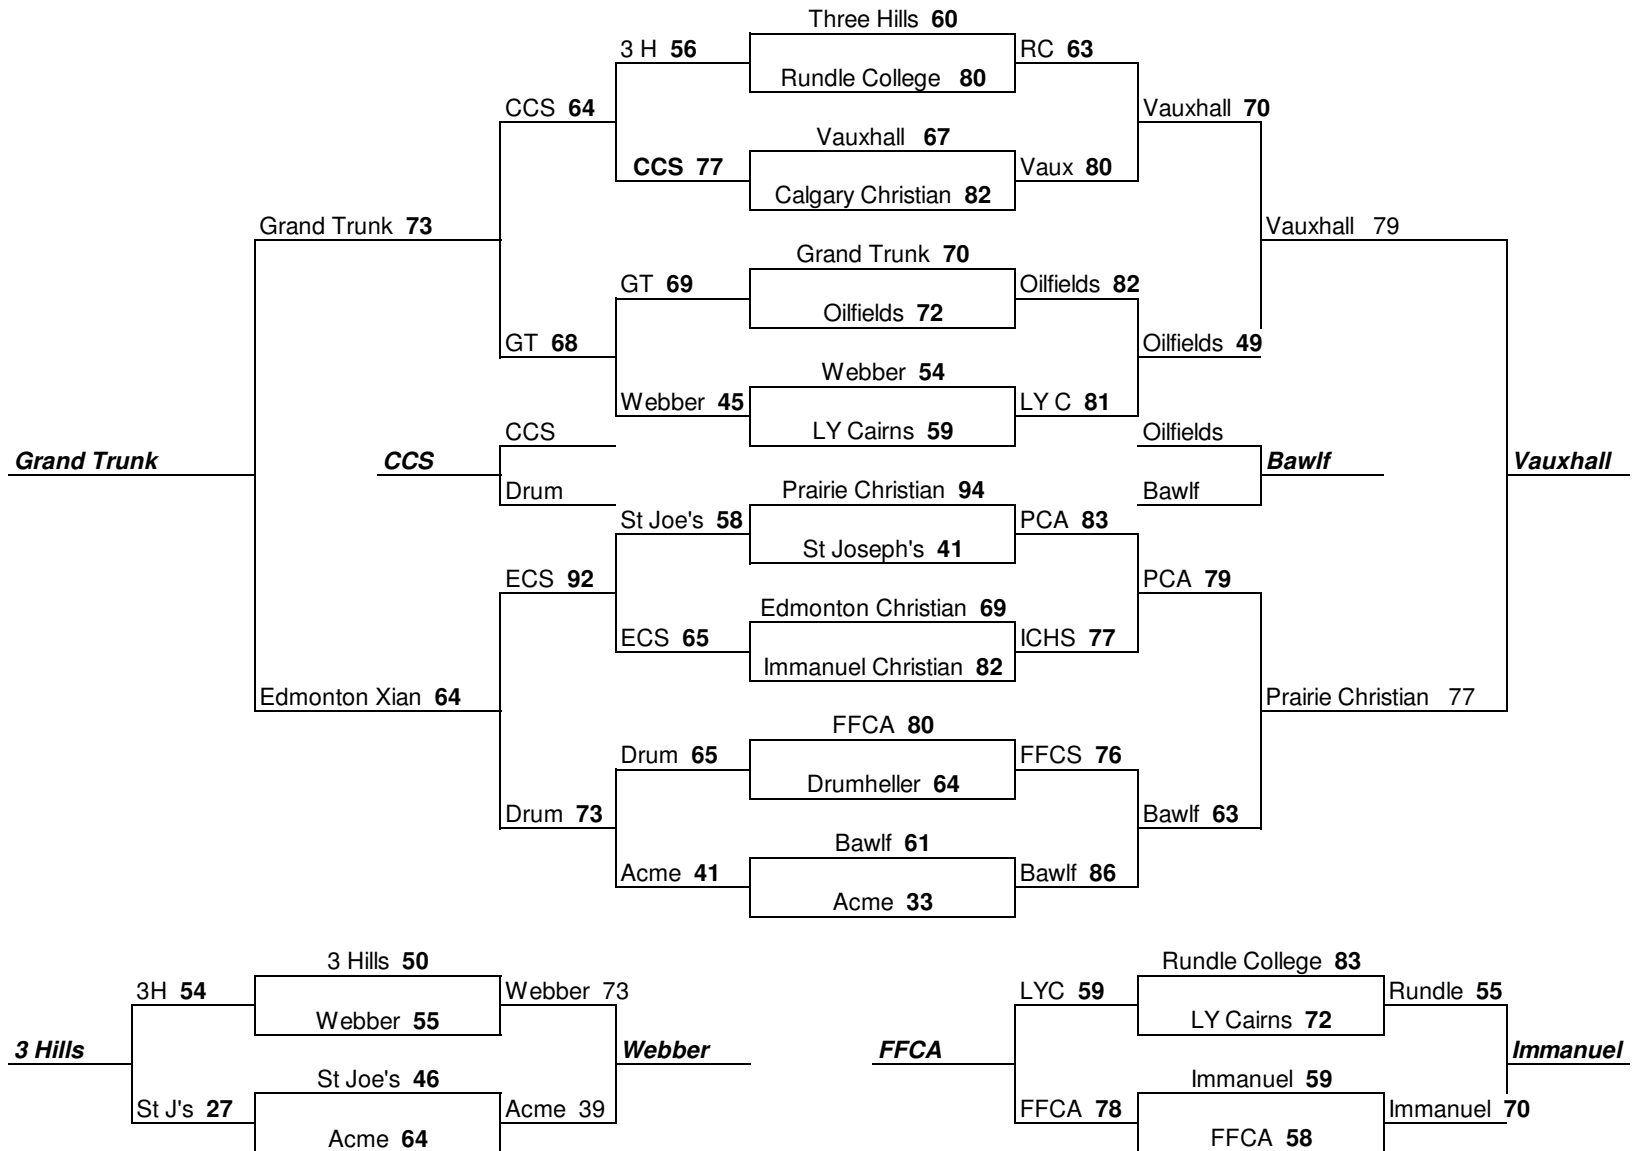 Three Hills 60
3 H 56
RC 63
Rundle College 80
CCS 64
Vauxhall 70
Vauxhall 67
CCS 77
Vaux 80
Calgary Christian 82
Grand Trunk 73
Vauxhall 79
Grand Trunk 70
GT 69
Oilfields 82
Oilfields 72
GT 68
Oilfields 49
Webber 54
Webber 45
LY C 81
LY Cairns 59
CCS
Oilfields
Grand Trunk
CCS
Bawlf
Vauxhall
Drum
Prairie Christian 94
Bawlf
St Joe's 58
PCA 83
St Joseph's 41
ECS 92
PCA 79
Edmonton Christian 69
ECS 65
ICHS 77
Immanuel Christian 82
Edmonton Xian 64
Prairie Christian 77
FFCA 80
Drum 65
FFCS 76
Drumheller 64
Drum 73
Bawlf 63
Bawlf 61
Acme 41
Bawlf 86
Acme 33
3 Hills 50
Rundle College 83
3H 54
Webber 73
LYC 59
Rundle 55
Webber 55
LY Cairns 72
3 Hills
Webber
FFCA
Immanuel
St Joe's 46
Immanuel 59
St J's 27
Acme 39
FFCA 78
Immanuel 70
Acme 64
FFCA 58